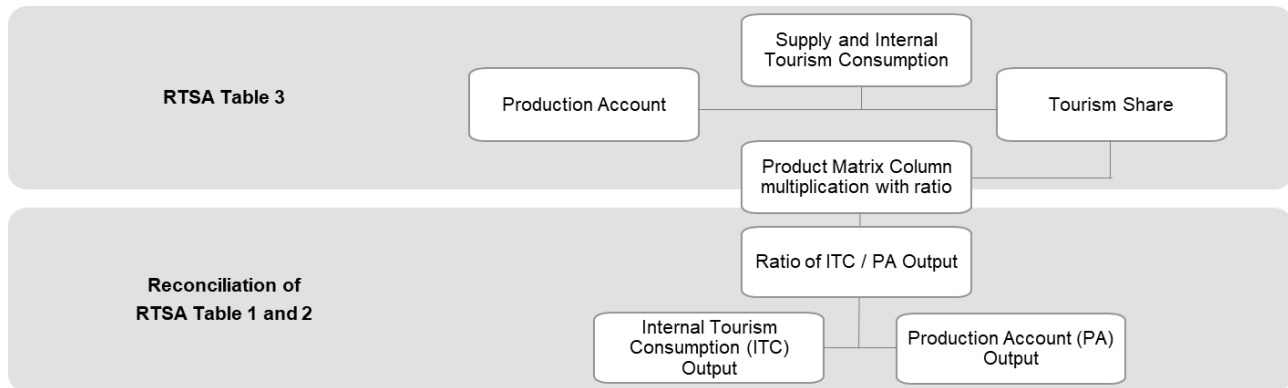 RTSA Table 3
Supply and Internal
Tourism Consumption
Production Account
Tourism Share
Product Matrix Column
multiplication with ratio
Reconciliation of
RTSA Table 1 and 2
Ratio of ITC / PA Output
Internal Tourism
Consumption (ITC)
Output
Production Account (PA)
Output